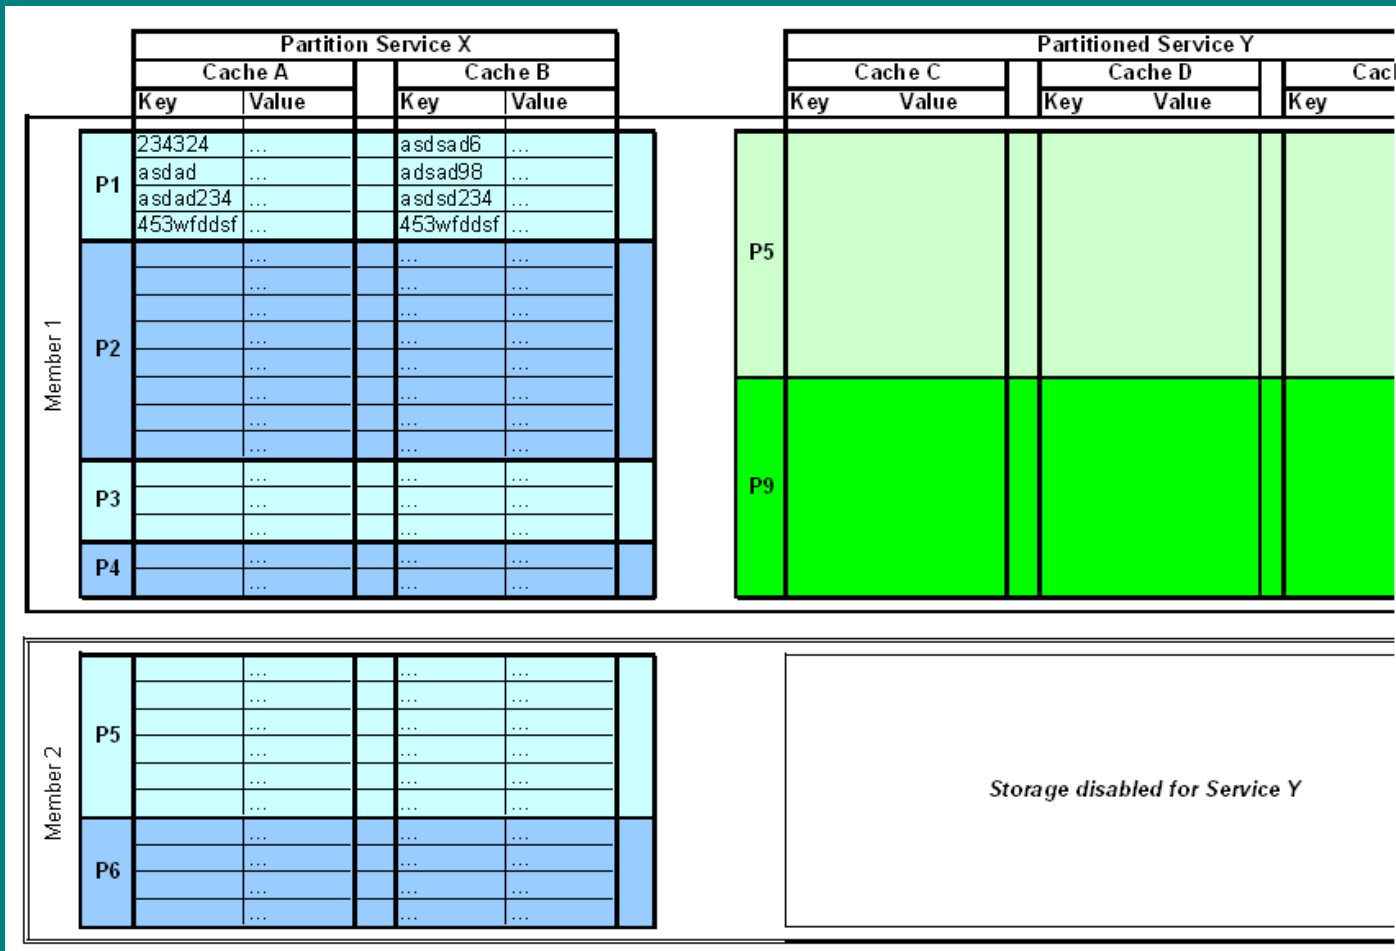 Partition Service X
Partitioned Service Y
Cache A Cache B Cache C Cache D
Key Value Key Value Key Value Key Value Key
Member 1
P1
234324 ... asdsad6 ...
asdad ... adsad98 ...
asdad234 ... asdsd234 ...
453wfddsf ... 453wfddsf ...
P2
... ... ...
... ... ...
... ... ...
... ... ...
... ... ...
... ... ...
... ... ...
... ... ...
P3
... ... ...
... ... ...
... ... ...
P4
... ... ...
... ... ...
P5
P9
Member 2
P5
... ... ...
... ... ...
... ... ...
... ... ...
... ... ...
... ... ...
P6
... ... ...
... ... ...
... ... ...
... ... ...
Storage disabled for Service Y